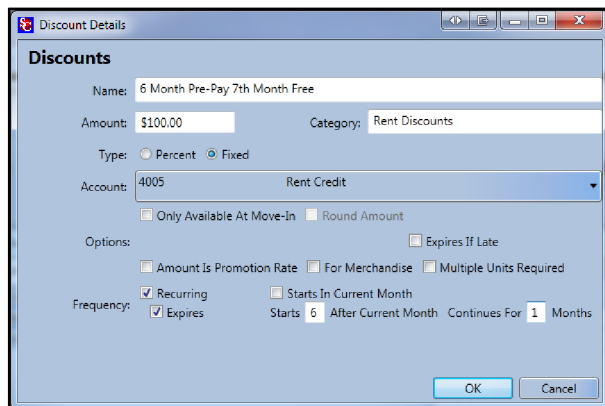 SC Discount Details
Discounts
Name: 6 Month Pre-Pay 7th Month Free
Amount: $100.00 Category: Rent Discounts
Type: Percent Fixed
Account: 4005 Rent Credit
Only Available At Move-In Round Amount
Options: Expires If Late
Amount Is Promotion Rate For Merchandise Multiple Units Required
Frequency: Recurring Starts In Current Month
Expires Starts 6 After Current Month Continues For 1 Months
OK Cancel